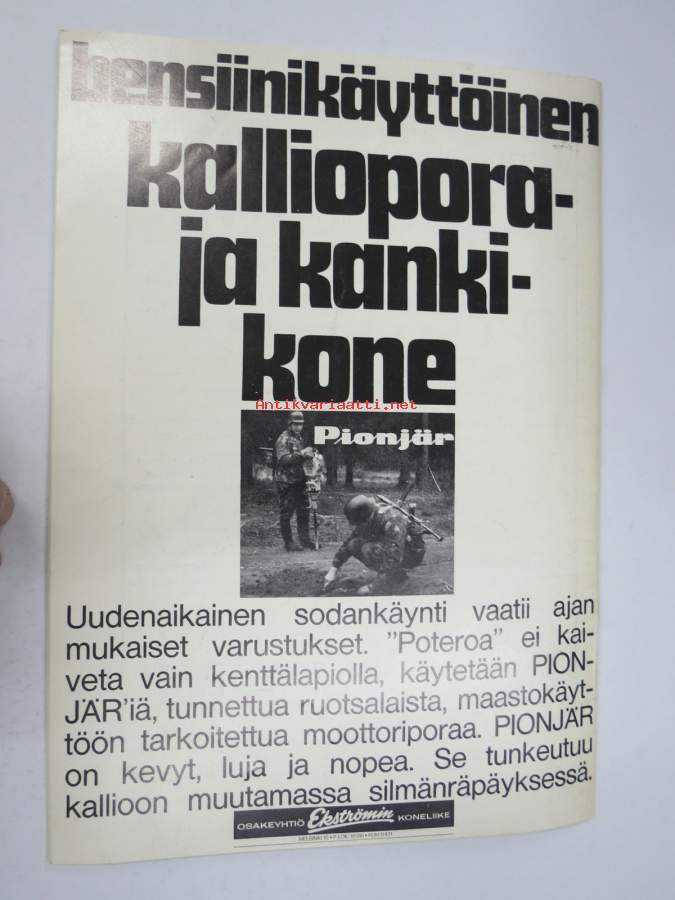 bensiinikäyttöinen
kalliopora-
ja kanki-
kone
Antikvariaatti.net
Pionjär
Uudenaikainen sodankäynti vaatii ajan
mukaiset varustukset. ”Poteroa” ei kai-
veta vain kenttälapiolla, käytetään PION-
JÄR’iä, tunnettua ruotsalaista, maastokäyt-
töön tarkoitettua moottoriporaa. PIONJÄR
on kevyt, luja ja nopea. Se tunkeutuu
kallioon muutamassa silmänräpäyksessä.
OSAKEYHTIÖ Ekströmin KONELIIKE